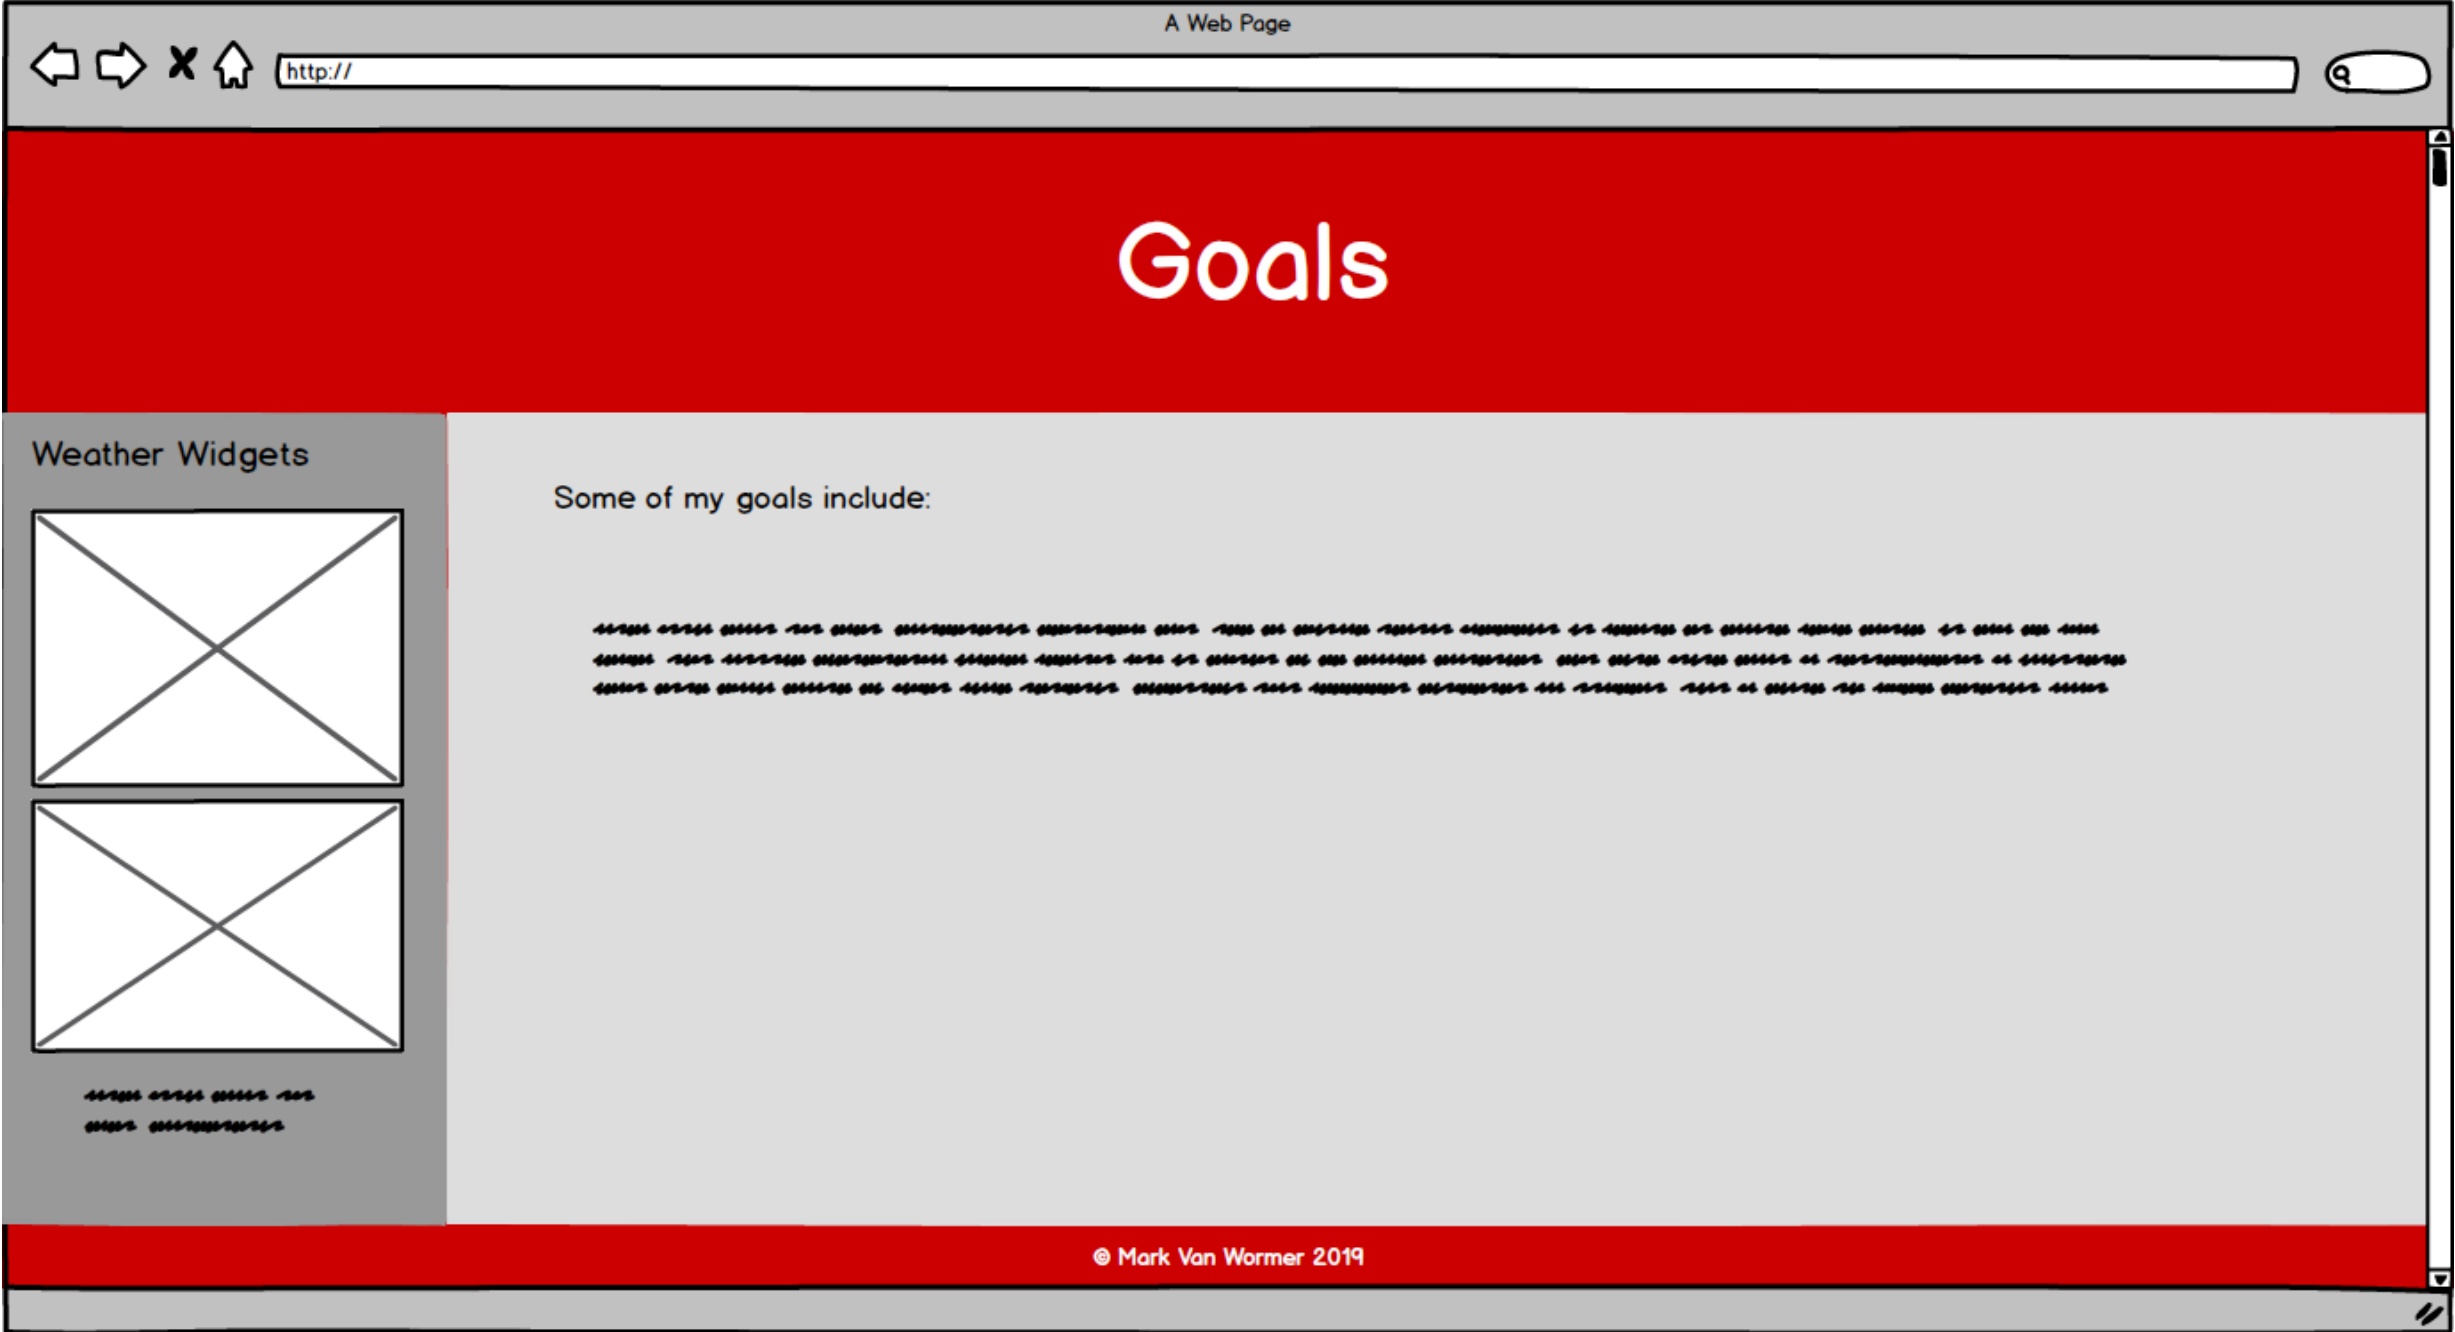 A Web Page
http://
Goals
Weather Widgets
Some of my goals include:
© Mark Van Wormer 2019